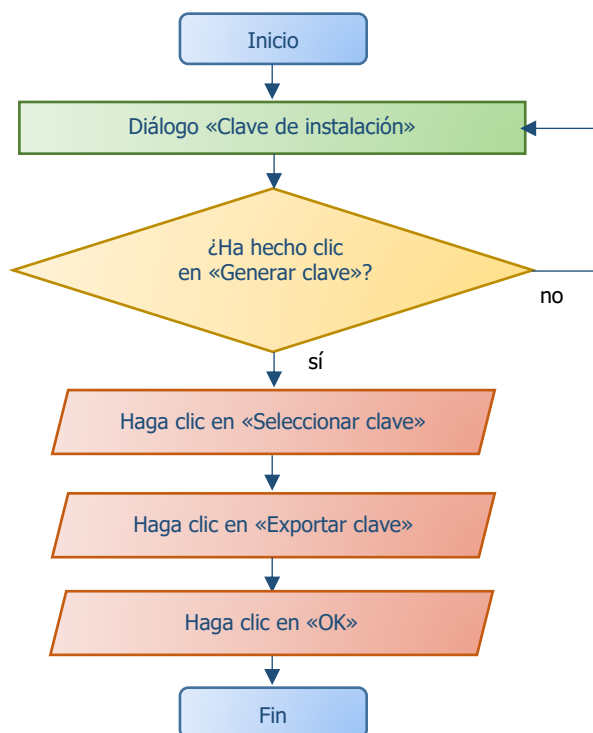 Inicio
Diálogo «Clave de instalación»
¿Ha hecho clic
en «Generar clave»?
no
sí
Haga clic en «Seleccionar clave»
Haga clic en «Exportar clave»
Haga clic en «OK»
Fin